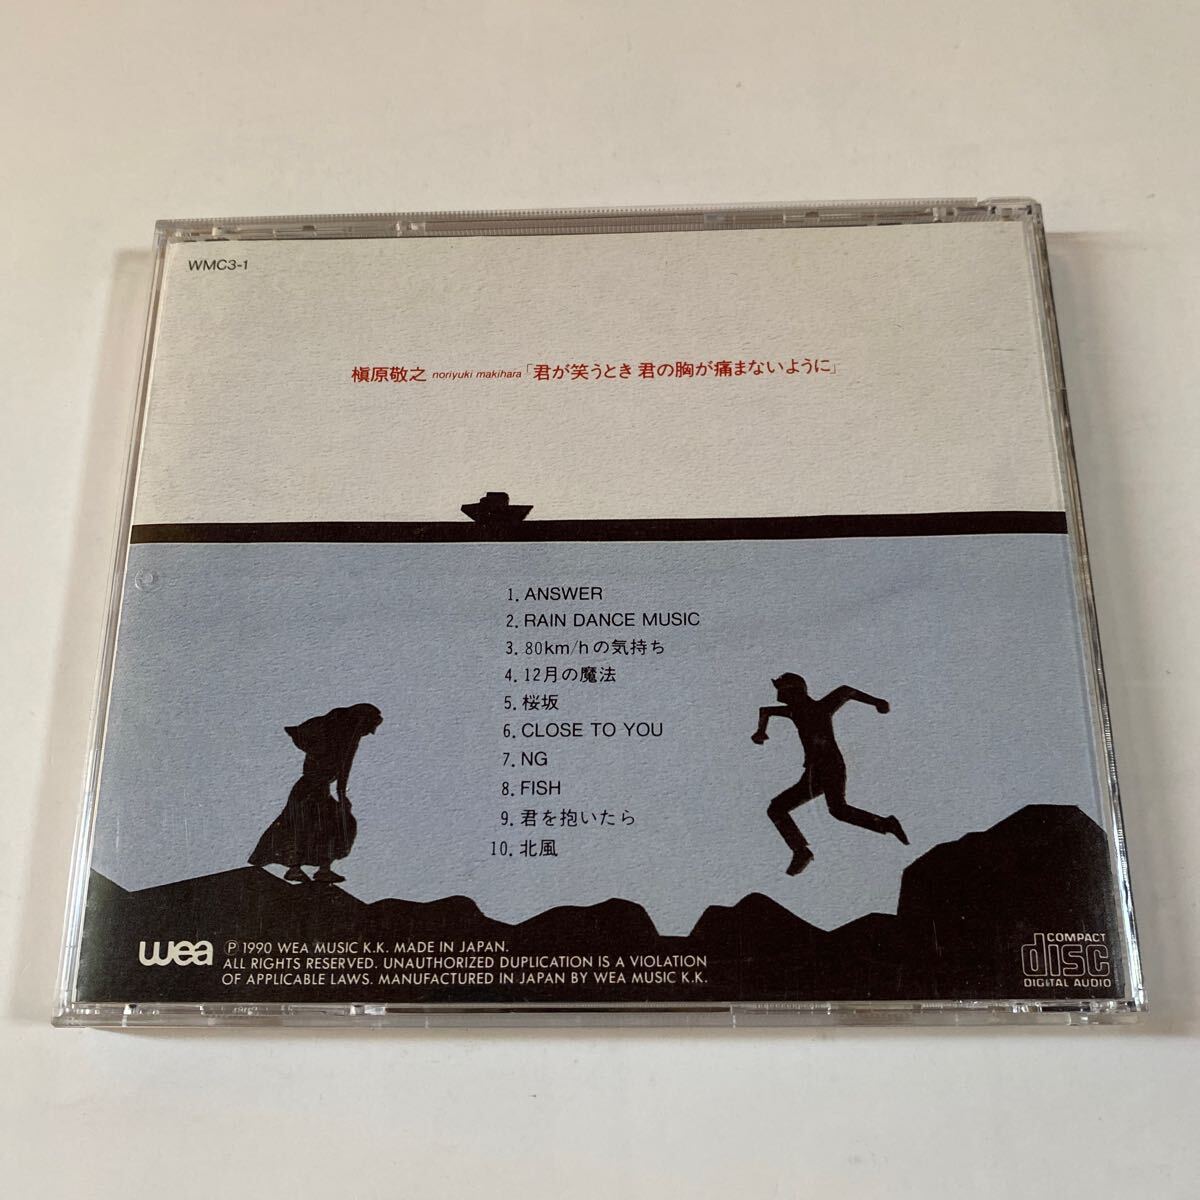 WMC3-1
槇原敬之 noriyuki makihara「君が笑うとき 君の胸が痛まないように」
1. ANSWER
2. RAIN DANCE MUSIC
3. 80km/hの気持ち
4. 12月の魔法
5. 桜坂
6. CLOSE TO YOU
7. NG
8. FISH
9. 君を抱いたら
10. 北風
wea ℗ 1990 WEA MUSIC K.K. MADE IN JAPAN.
ALL RIGHTS RESERVED. UNAUTHORIZED DUPLICATION IS A VIOLATION
OF APPLICABLE LAWS. MANUFACTURED IN JAPAN BY WEA MUSIC K.K.
COMPACT
disc
DIGITAL AUDIO